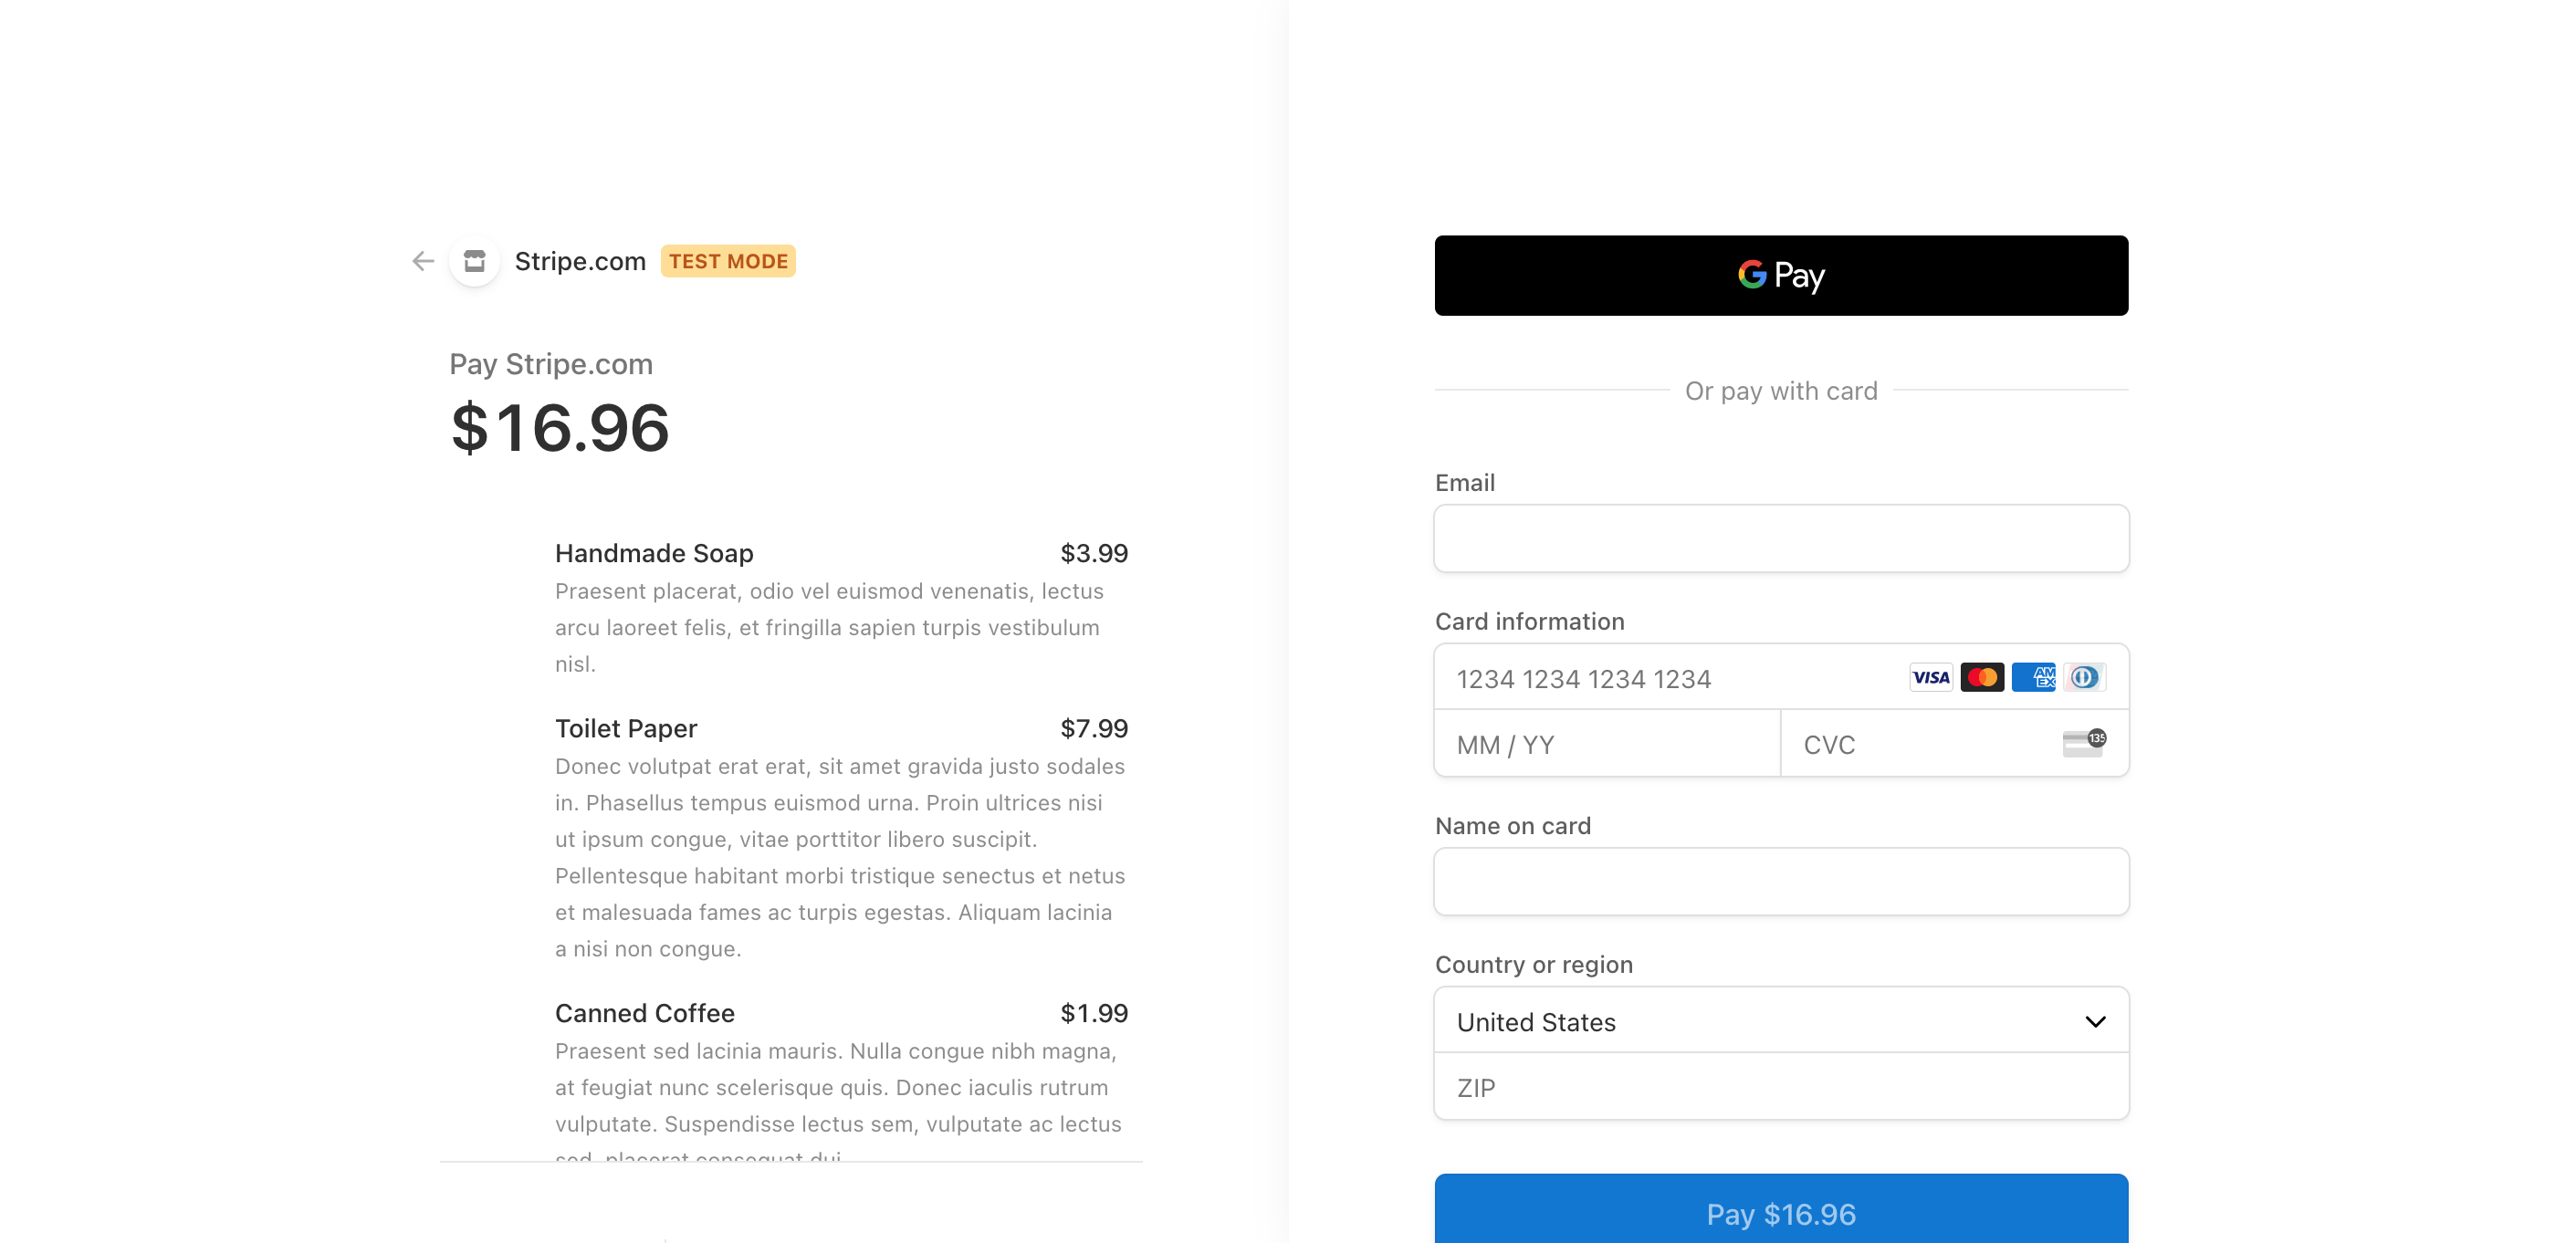 Stripe.com TEST MODE
Pay Stripe.com
$16.96
Handmade Soap $3.99
Praesent placerat, odio vel euismod venenatis, lectus
arcu laoreet felis, et fringilla sapien turpis vestibulum
nisl.
Toilet Paper $7.99
Donec volutpat erat erat, sit amet gravida justo sodales
in. Phasellus tempus euismod urna. Proin ultrices nisi
ut ipsum congue, vitae porttitor libero suscipit.
Pellentesque habitant morbi tristique senectus et netus
et malesuada fames ac turpis egestas. Aliquam lacinia
a nisi non congue.
Canned Coffee $1.99
Praesent sed lacinia mauris. Nulla congue nibh magna,
at feugiat nunc scelerisque quis. Donec iaculis rutrum
vulputate. Suspendisse lectus sem, vulputate ac lectus
sed, placerat consequat dui.
G Pay
Or pay with card
Email
Card information
1234 1234 1234 1234 VISA AM EX
MM / YY CVC 135
Name on card
Country or region
United States
ZIP
Pay $16.96